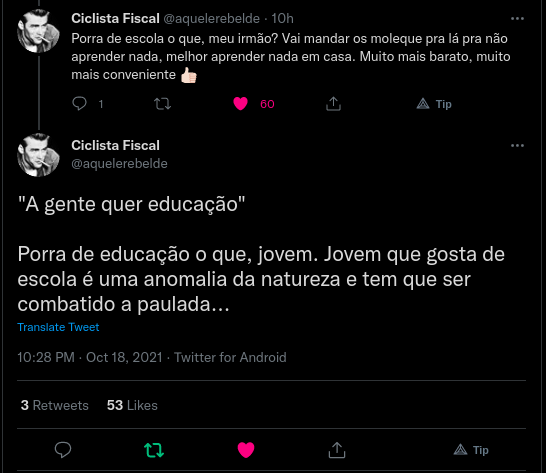 Ciclista Fiscal @aquelerebelde · 10h
Porra de escola o que, meu irmão? Vai mandar os moleque pra lá pra não
aprender nada, melhor aprender nada em casa. Muito mais barato, muito
mais conveniente 👍🏻
1 60 Tip
Ciclista Fiscal
@aquelerebelde
"A gente quer educação"
Porra de educação o que, jovem. Jovem que gosta de
escola é uma anomalia da natureza e tem que ser
combatido a paulada...
Translate Tweet
10:28 PM · Oct 18, 2021 · Twitter for Android
3 Retweets 53 Likes
Tip